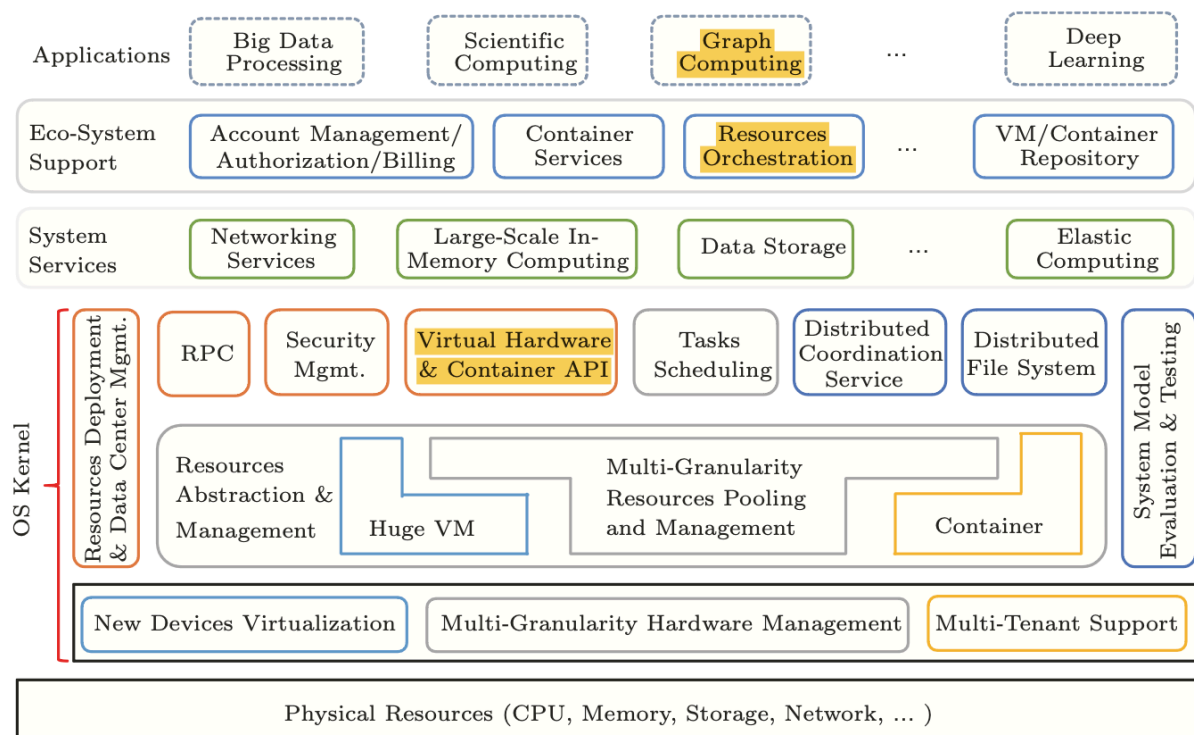 Applications
Big Data
Processing
Scientific
Computing
Graph
Computing
...
Deep
Learning
Eco-System
Support
Account Management/
Authorization/Billing
Container
Services
Resources
Orchestration
...
VM/Container
Repository
System
Services
Networking
Services
Large-Scale In-
Memory Computing
Data Storage
...
Elastic
Computing
OS Kernel
Resources Deployment
& Data Center Mgmt.
RPC
Security
Mgmt.
Virtual Hardware
& Container API
Tasks
Scheduling
Distributed
Coordination
Service
Distributed
File System
System Model
Evaluation & Testing
Resources
Abstraction &
Management
Huge VM
Multi-Granularity
Resources Pooling
and Management
Container
New Devices Virtualization
Multi-Granularity Hardware Management
Multi-Tenant Support
Physical Resources (CPU, Memory, Storage, Network, ... )